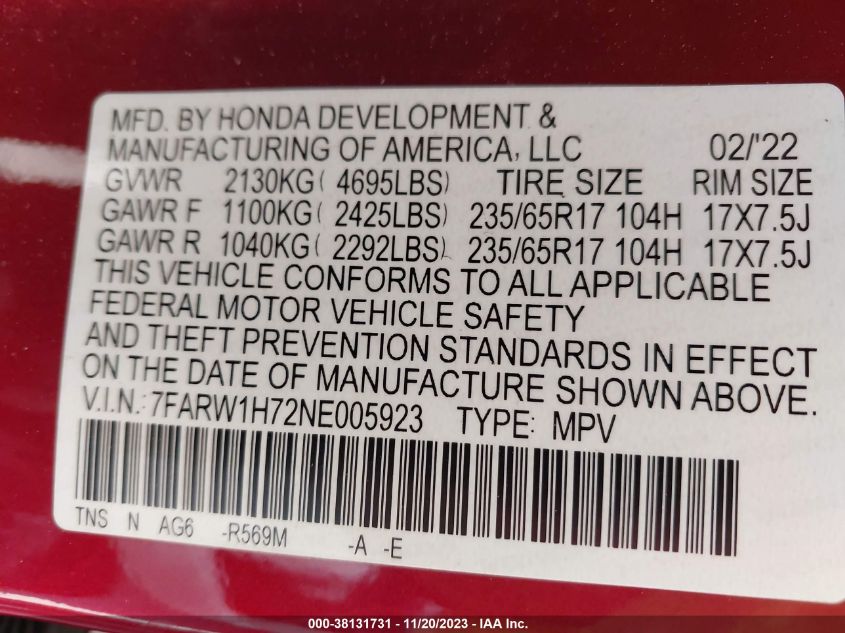 MFD. BY HONDA DEVELOPMENT &
MANUFACTURING OF AMERICA, LLC 02/'22
GVWR 2130KG( 4695LBS) TIRE SIZE RIM SIZE
GAWR F 1100KG( 2425LBS) 235/65R17 104H 17X7.5J
GAWR R 1040KG( 2292LBS) 235/65R17 104H 17X7.5J
THIS VEHICLE CONFORMS TO ALL APPLICABLE
FEDERAL MOTOR VEHICLE SAFETY
AND THEFT PREVENTION STANDARDS IN EFFECT
ON THE DATE OF MANUFACTURE SHOWN ABOVE.
V.I.N.: 7FARW1H72NE005923 TYPE: MPV
TNS N AG6 -R569M -A -E
000-38131731 - 11/20/2023 - IAA Inc.